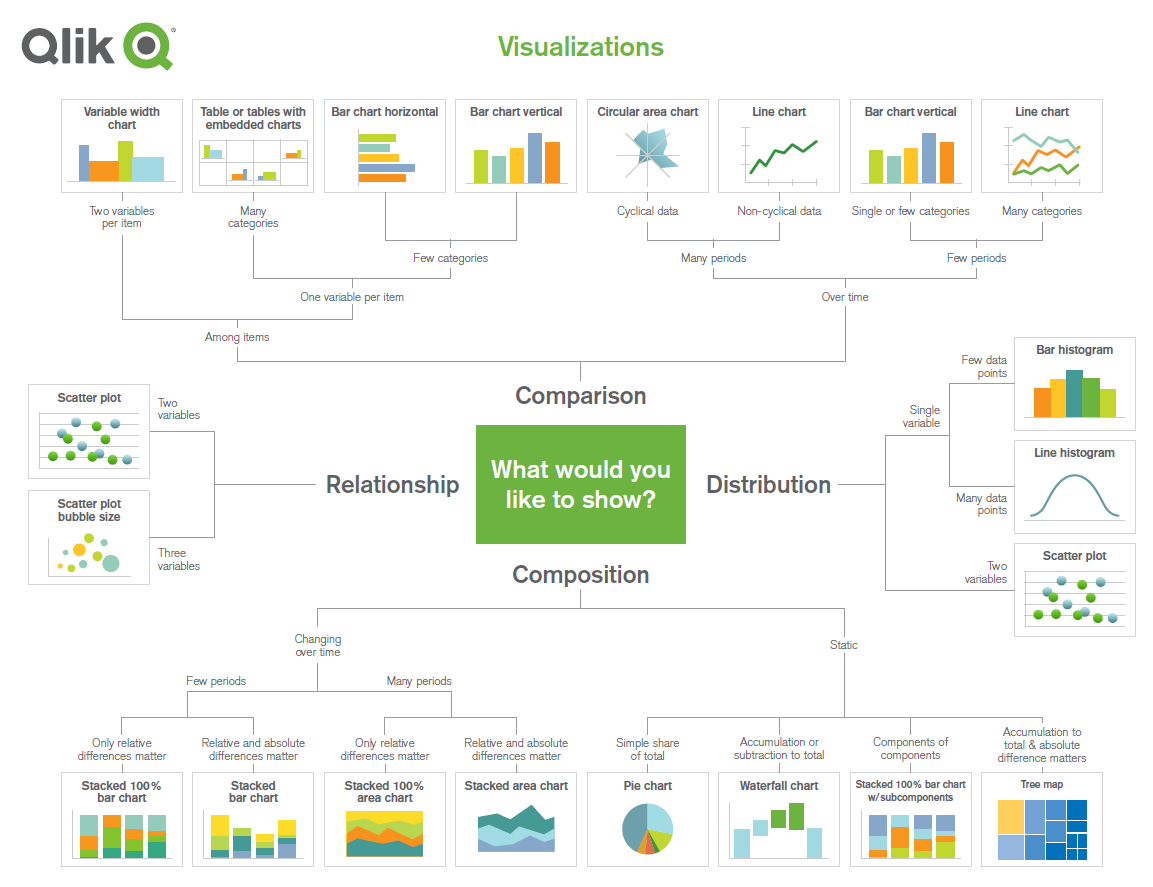 Qlik
®
Visualizations
Variable width
chart
Table or tables with
embedded charts
Bar chart horizontal
Bar chart vertical
Circular area chart
Line chart
Bar chart vertical
Line chart
Two variables
per item
Many
categories
Cyclical data
Non-cyclical data
Single or few categories
Many categories
Few categories
Many periods
Few periods
One variable per item
Over time
Among items
Comparison
Scatter plot
Two
variables
Relationship
Scatter plot
bubble size
Three
variables
What would you
like to show?
Distribution
Single
variable
Few data
points
Bar histogram
Line histogram
Many data
points
Two
variables
Scatter plot
Composition
Changing
over time
Static
Few periods
Many periods
Only relative
differences matter
Relative and absolute
differences matter
Only relative
differences matter
Relative and absolute
differences matter
Simple share
of total
Accumulation or
subtraction to total
Components of
components
Accumulation to
total & absolute
difference matters
Stacked 100%
bar chart
Stacked
bar chart
Stacked 100%
area chart
Stacked area chart
Pie chart
Waterfall chart
Stacked 100% bar chart
w/subcomponents
Tree map